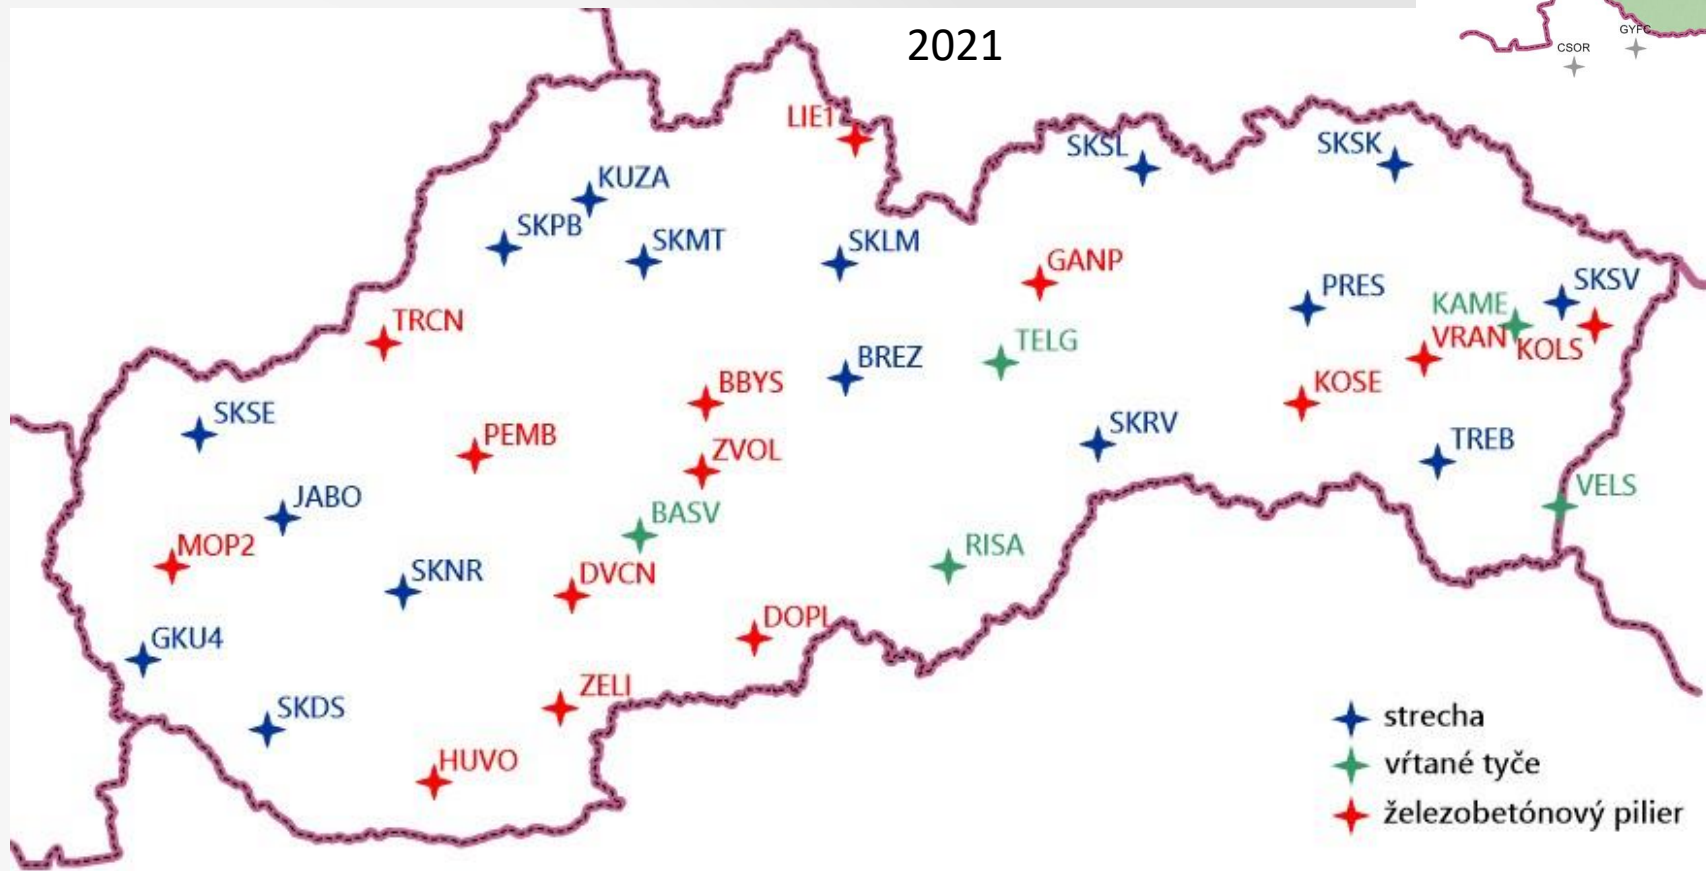 2021
GYFC
CSOR
LIE1
SKSL
SKSK
KUZA
SKPB
SKMT
SKLM
GANP
PRES
SKSV
KAME
TRCN
TELG
VRAN
KOLS
BREZ
BBYS
KOSE
SKSE
PEMB
ZVOL
SKRV
TREB
JABO
BASV
VELS
MOP2
SKNR
DVCN
RISA
GKU4
DOPL
SKDS
ZELI
HUVO
strecha
vŕtané tyče
železobetónový pilier